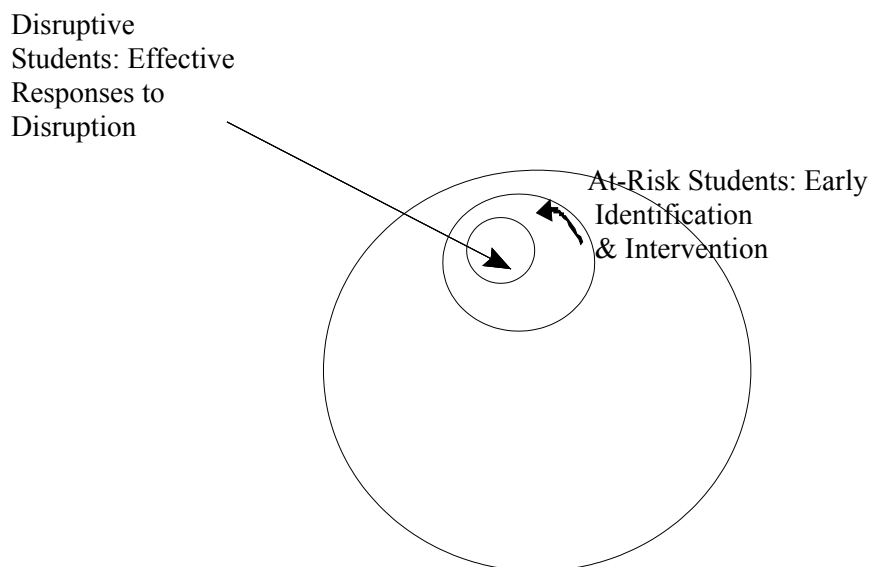 Disruptive
Students: Effective
Responses to
Disruption
At-Risk Students: Early
Identification
& Intervention